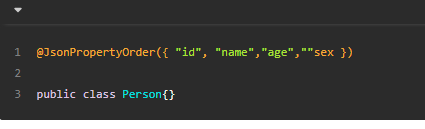 1 @JsonPropertyOrder({ "id", "name","age",""sex })
2
3 public class Person{}